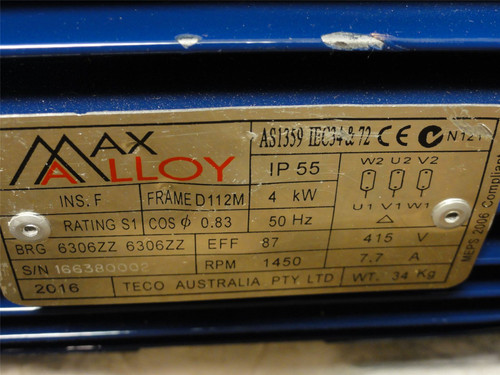 MAX ALLOY
AS1359 IEC34 & 72 CE N121
IP 55
W2 U2 V2
U1 V1 W1
△
INS. F FRAME D112M 4 kW
RATING S1 COS ϕ 0.83 50 Hz
BRG 6306ZZ 6306ZZ EFF 87 415 V
S/N 166380002 RPM 1450 7.7 A
2016 TECO AUSTRALIA PTY LTD WT. 34 Kg
MEPS 2006